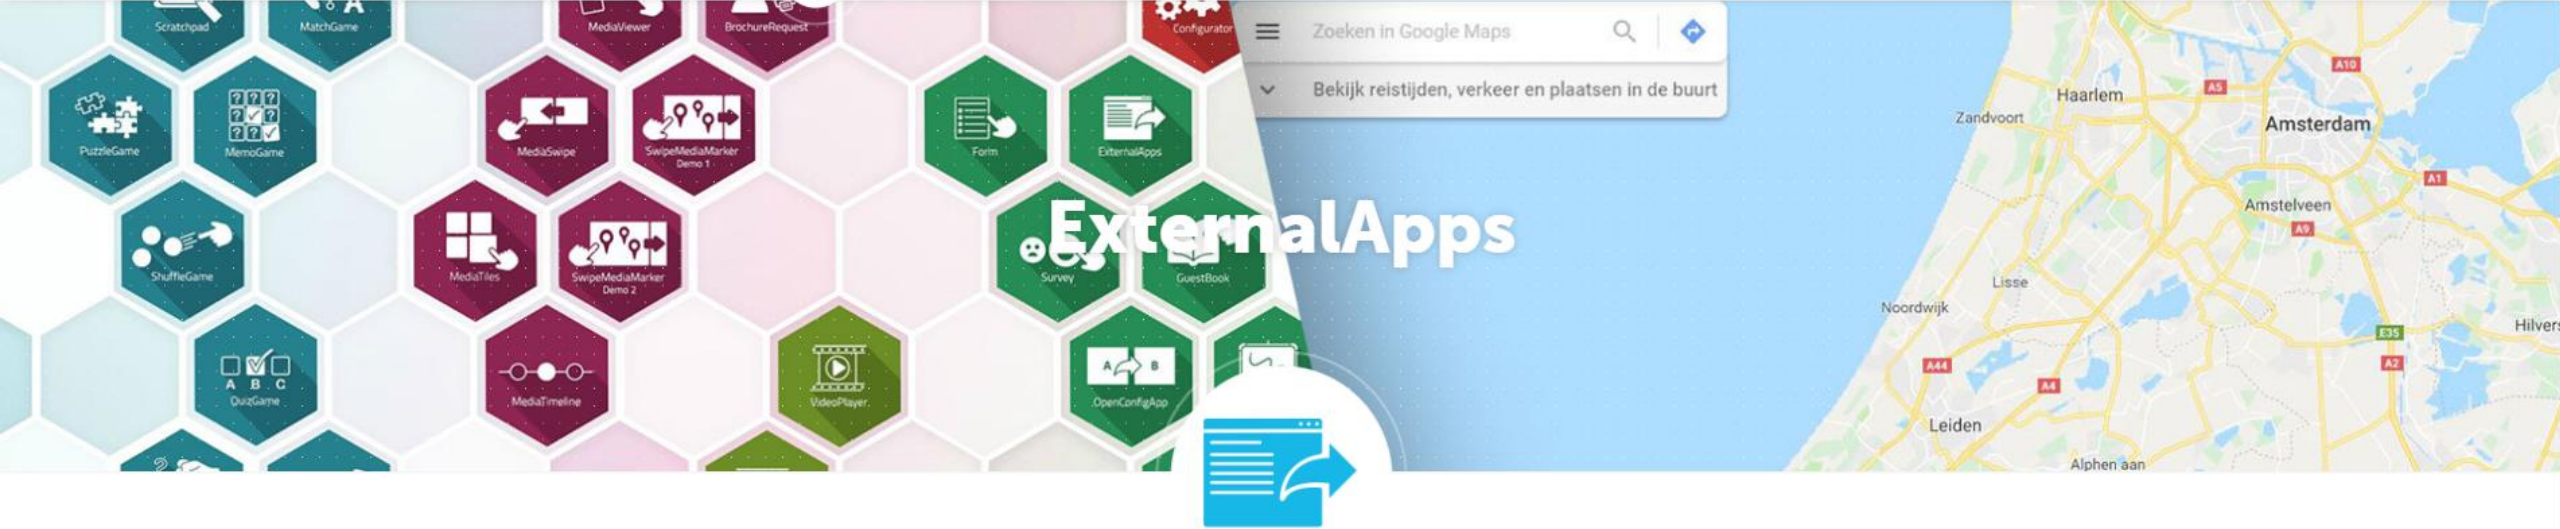 Scratchpad
MatchGame
MediaViewer
BrochureRequest
Configurator
Zoeken in Google Maps
Bekijk reistijden, verkeer en plaatsen in de buurt
PuzzleGame
MemoGame
MediaSwipe
SwipeMediaMarker
Demo 1
Form
ExternalApps
ExternalApps
ShuffleGame
MediaTiles
SwipeMediaMarker
Demo 2
Survey
GuestBook
A B C
QuizGame
MediaTimeline
VideoPlayer
A B
OpenConfigApp
A10
A5
Haarlem
Zandvoort
Amsterdam
A1
Amstelveen
A9
Lisse
Noordwijk
E35
Hilvers
A44
A2
A4
Leiden
Alphen aan